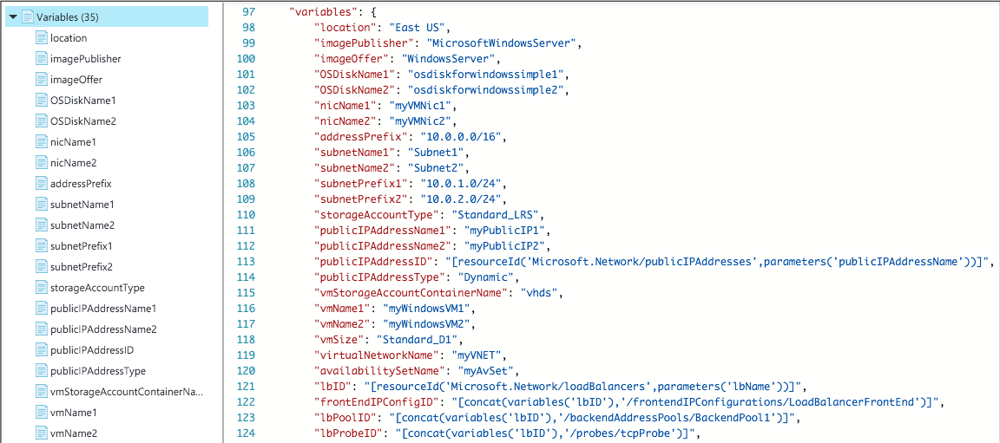 Variables (35)
location
imagePublisher
imageOffer
OSDiskName1
OSDiskName2
nicName1
nicName2
addressPrefix
subnetName1
subnetName2
subnetPrefix1
subnetPrefix2
storageAccountType
publicIPAddressName1
publicIPAddressName2
publicIPAddressID
publicIPAddressType
vmStorageAccountContainerNa...
vmName1
vmName2
97 "variables": {
98 "location": "East US",
99 "imagePublisher": "MicrosoftWindowsServer",
100 "imageOffer": "WindowsServer",
101 "OSDiskName1": "osdiskforwindowssimple1",
102 "OSDiskName2": "osdiskforwindowssimple2",
103 "nicName1": "myVMNic1",
104 "nicName2": "myVMNic2",
105 "addressPrefix": "10.0.0.0/16",
106 "subnetName1": "Subnet1",
107 "subnetName2": "Subnet2",
108 "subnetPrefix1": "10.0.1.0/24",
109 "subnetPrefix2": "10.0.2.0/24",
110 "storageAccountType": "Standard_LRS",
111 "publicIPAddressName1": "myPublicIP1",
112 "publicIPAddressName2": "myPublicIP2",
113 "publicIPAddressID": "[resourceId('Microsoft.Network/publicIPAddresses',parameters('publicIPAddressName'))]",
114 "publicIPAddressType": "Dynamic",
115 "vmStorageAccountContainerName": "vhds",
116 "vmName1": "myWindowsVM1",
117 "vmName2": "myWindowsVM2",
118 "vmSize": "Standard_D1",
119 "virtualNetworkName": "myVNET",
120 "availabilitySetName": "myAvSet",
121 "lbID": "[resourceId('Microsoft.Network/loadBalancers',parameters('lbName'))]",
122 "frontEndIPConfigID": "[concat(variables('lbID'),'/frontendIPConfigurations/LoadBalancerFrontEnd')]",
123 "lbPoolID": "[concat(variables('lbID'),'/backendAddressPools/BackendPool1')]",
124 "lbProbeID": "[concat(variables('lbID'),'/probes/tcpProbe')]",